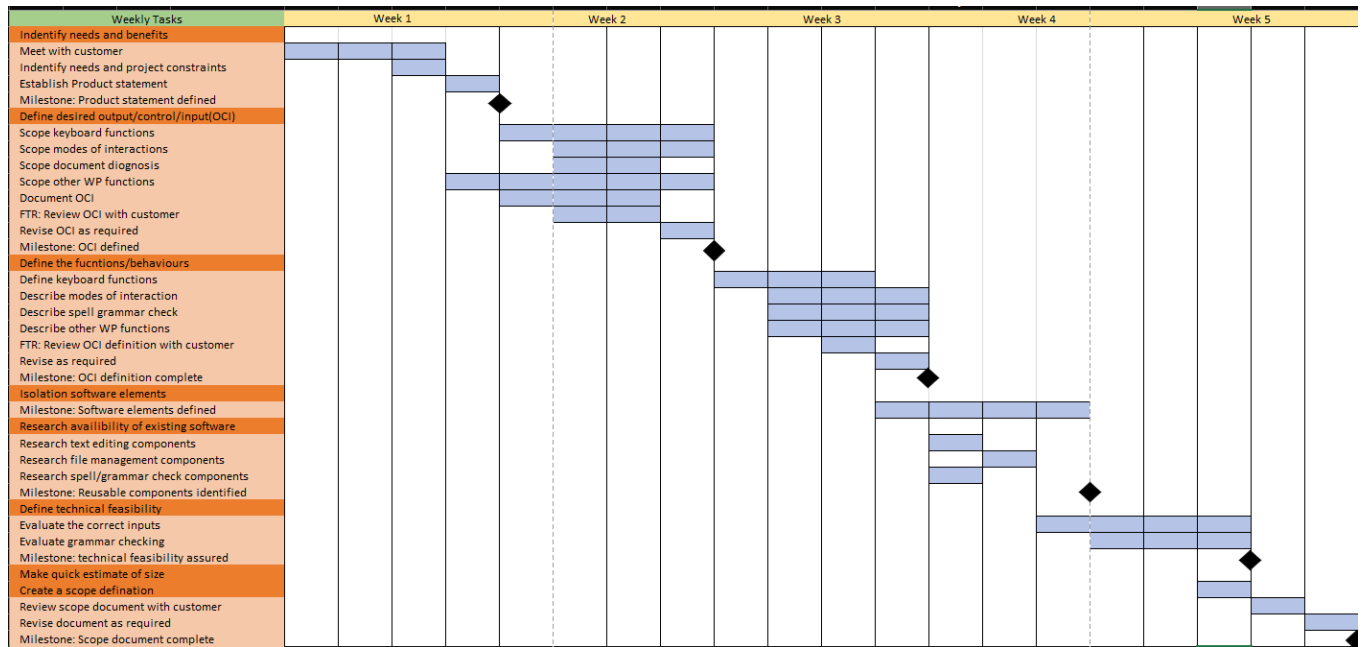 Weekly Tasks Week 1 Week 2 Week 3 Week 4 Week 5
Indentify needs and benefits
Meet with customer
Indentify needs and project constraints
Establish Product statement
Milestone: Product statement defined
Define desired output/control/input(OCI)
Scope keyboard functions
Scope modes of interactions
Scope document diagnosis
Scope other WP functions
Document OCI
FTR: Review OCI with customer
Revise OCI as required
Milestone: OCI defined
Define the fucntions/behaviours
Define keyboard functions
Describe modes of interaction
Describe spell grammar check
Describe other WP functions
FTR: Review OCI definition with customer
Revise as required
Milestone: OCI definition complete
Isolation software elements
Milestone: Software elements defined
Research availibility of existing software
Research text editing components
Research file management components
Research spell/grammar check components
Milestone: Reusable components identified
Define technical feasibility
Evaluate the correct inputs
Evaluate grammar checking
Milestone: technical feasibility assured
Make quick estimate of size
Create a scope defination
Review scope document with customer
Revise document as required
Milestone: Scope document complete